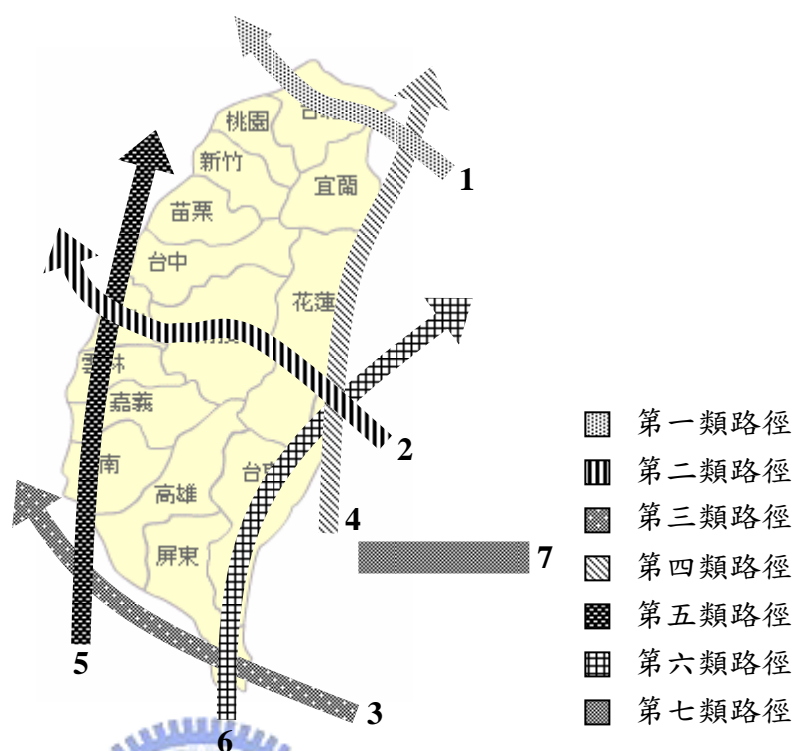 桃園
新竹
宜蘭
1
苗栗
台中
花蓮
嘉義
2
南
高雄
4
屏東
7
5
3
6
第一類路徑
第二類路徑
第三類路徑
第四類路徑
第五類路徑
第六類路徑
第七類路徑